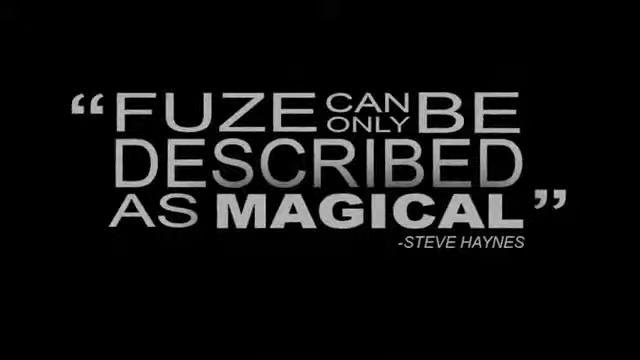 “FUZE CAN ONLY BE
DESCRIBED
AS MAGICAL”
-STEVE HAYNES